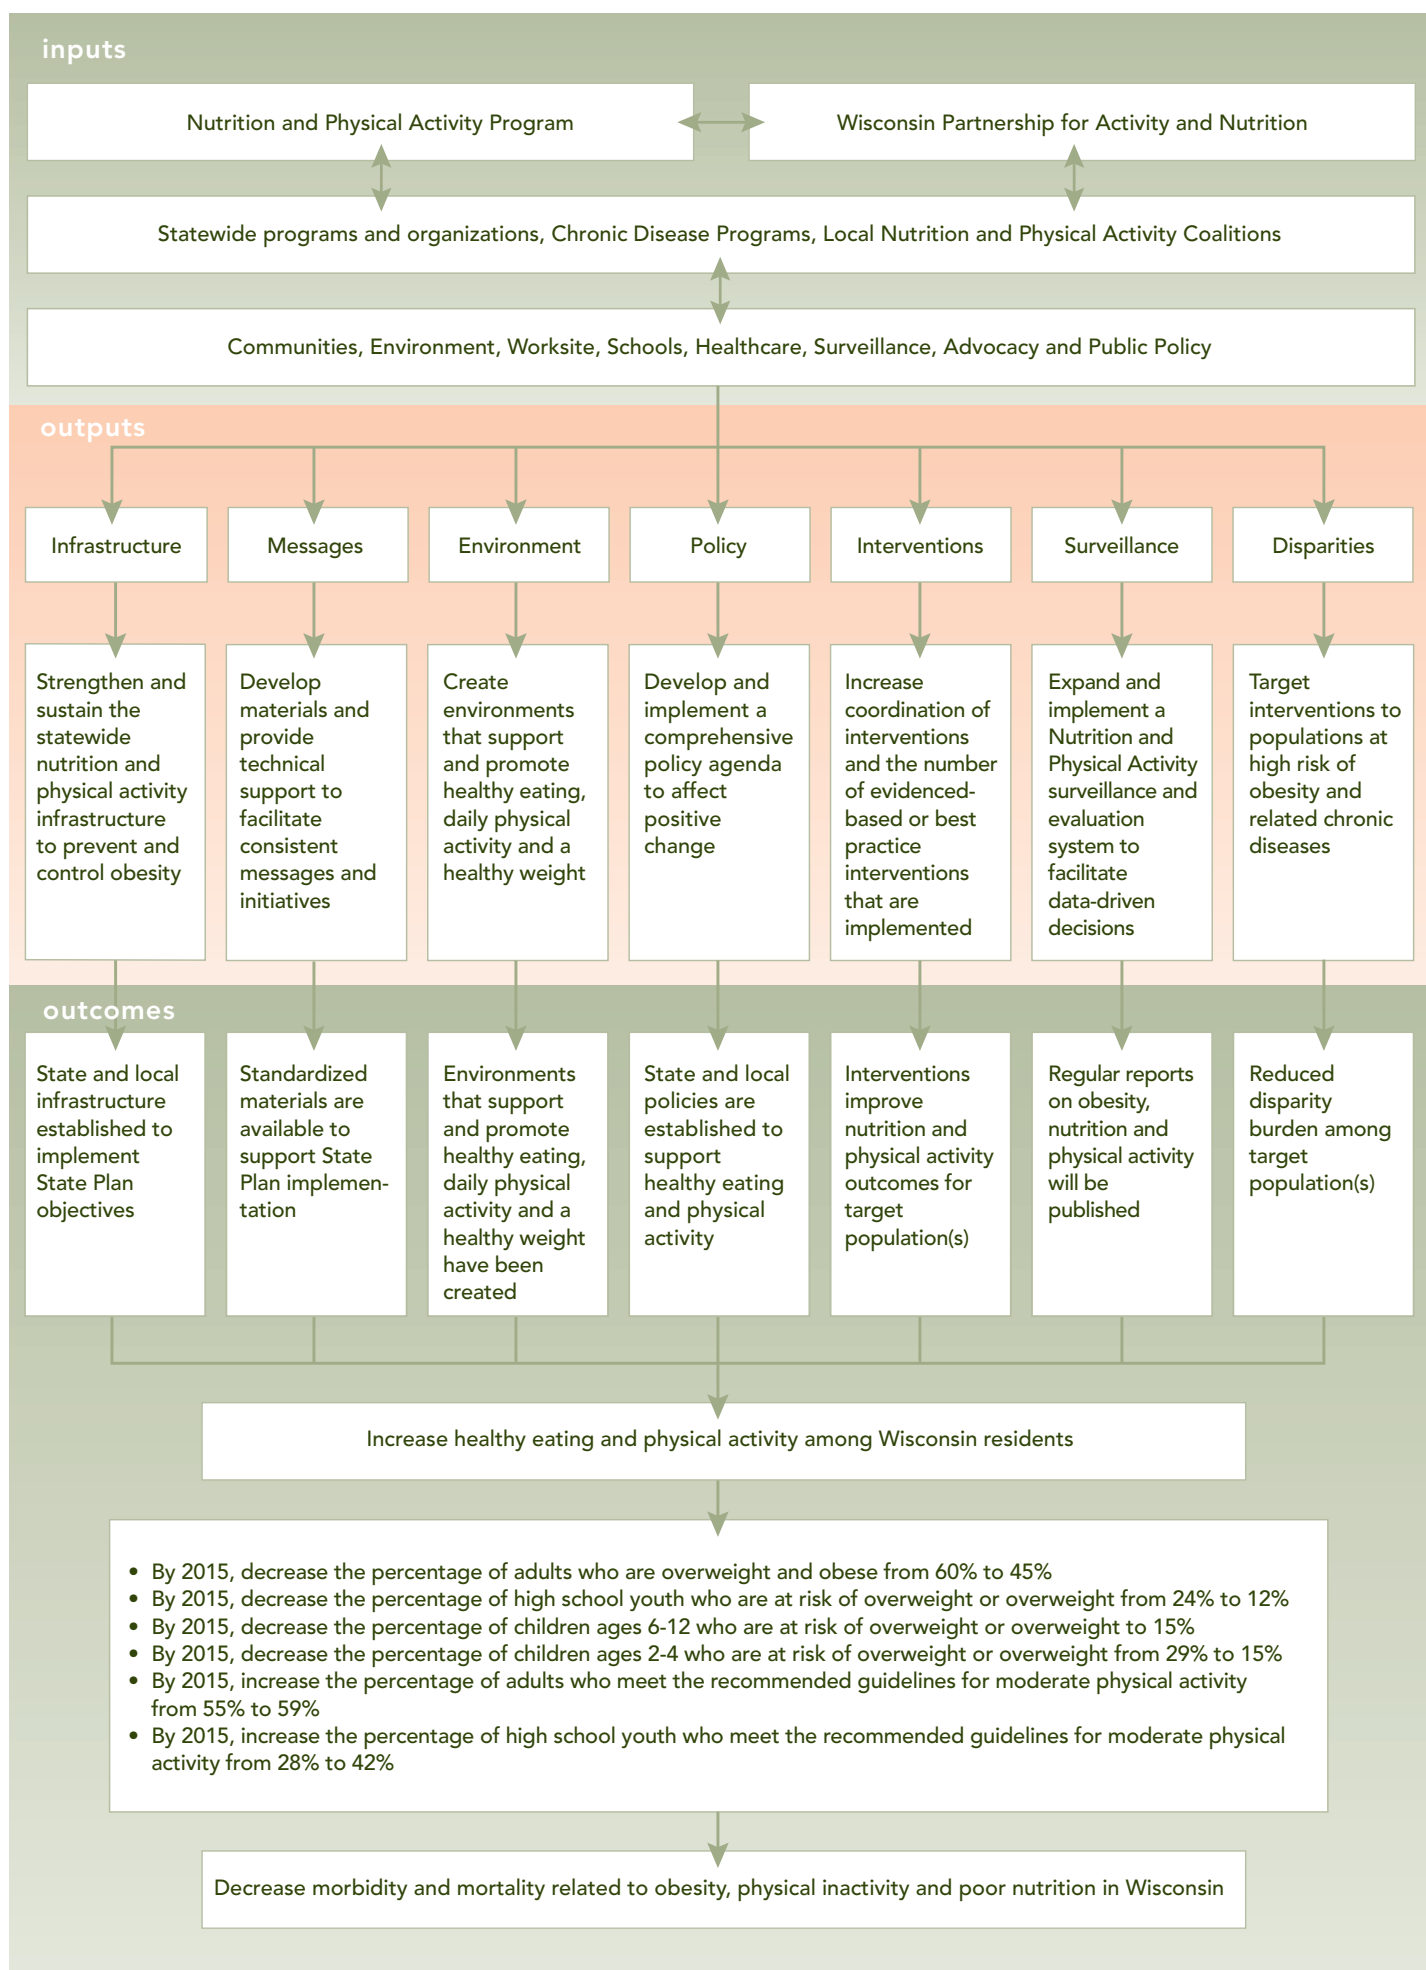 inputs
Nutrition and Physical Activity Program
Wisconsin Partnership for Activity and Nutrition
Statewide programs and organizations, Chronic Disease Programs, Local Nutrition and Physical Activity Coalitions
Communities, Environment, Worksite, Schools, Healthcare, Surveillance, Advocacy and Public Policy
outputs
Infrastructure
Messages
Environment
Policy
Interventions
Surveillance
Disparities
Strengthen and
sustain the
statewide
nutrition and
physical activity
infrastructure
to prevent and
control obesity
Develop
materials and
provide
technical
support to
facilitate
consistent
messages and
initiatives
Create
environments
that support
and promote
healthy eating,
daily physical
activity and a
healthy weight
Develop and
implement a
comprehensive
policy agenda
to affect
positive
change
Increase
coordination of
interventions
and the number
of evidenced-
based or best
practice
interventions
that are
implemented
Expand and
implement a
Nutrition and
Physical Activity
surveillance and
evaluation
system to
facilitate
data-driven
decisions
Target
interventions to
populations at
high risk of
obesity and
related chronic
diseases
outcomes
State and local
infrastructure
established to
implement
State Plan
objectives
Standardized
materials are
available to
support State
Plan implemen-
tation
Environments
that support
and promote
healthy eating,
daily physical
activity and a
healthy weight
have been
created
State and local
policies are
established to
support
healthy eating
and physical
activity
Interventions
improve
nutrition and
physical activity
outcomes for
target
population(s)
Regular reports
on obesity,
nutrition and
physical activity
will be
published
Reduced
disparity
burden among
target
population(s)
Increase healthy eating and physical activity among Wisconsin residents
• By 2015, decrease the percentage of adults who are overweight and obese from 60% to 45%
• By 2015, decrease the percentage of high school youth who are at risk of overweight or overweight from 24% to 12%
• By 2015, decrease the percentage of children ages 6-12 who are at risk of overweight or overweight to 15%
• By 2015, decrease the percentage of children ages 2-4 who are at risk of overweight or overweight from 29% to 15%
• By 2015, increase the percentage of adults who meet the recommended guidelines for moderate physical activity
from 55% to 59%
• By 2015, increase the percentage of high school youth who meet the recommended guidelines for moderate physical
activity from 28% to 42%
Decrease morbidity and mortality related to obesity, physical inactivity and poor nutrition in Wisconsin